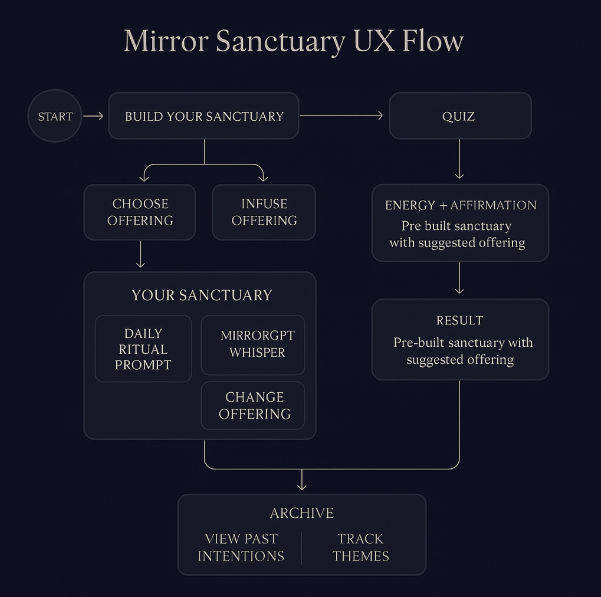 Mirror Sanctuary UX Flow
START
BUILD YOUR SANCTUARY
QUIZ
CHOOSE
OFFERING
INFUSE
OFFERING
ENERGY + AFFIRMATION
Pre built sanctuary
with suggested offering
YOUR SANCTUARY
DAILY
RITUAL
PROMPT
MIRRORGPT
WHISPER
CHANGE
OFFERING
RESULT
Pre-built sanctuary with
suggested offering
ARCHIVE
VIEW PAST
INTENTIONS
TRACK
THEMES